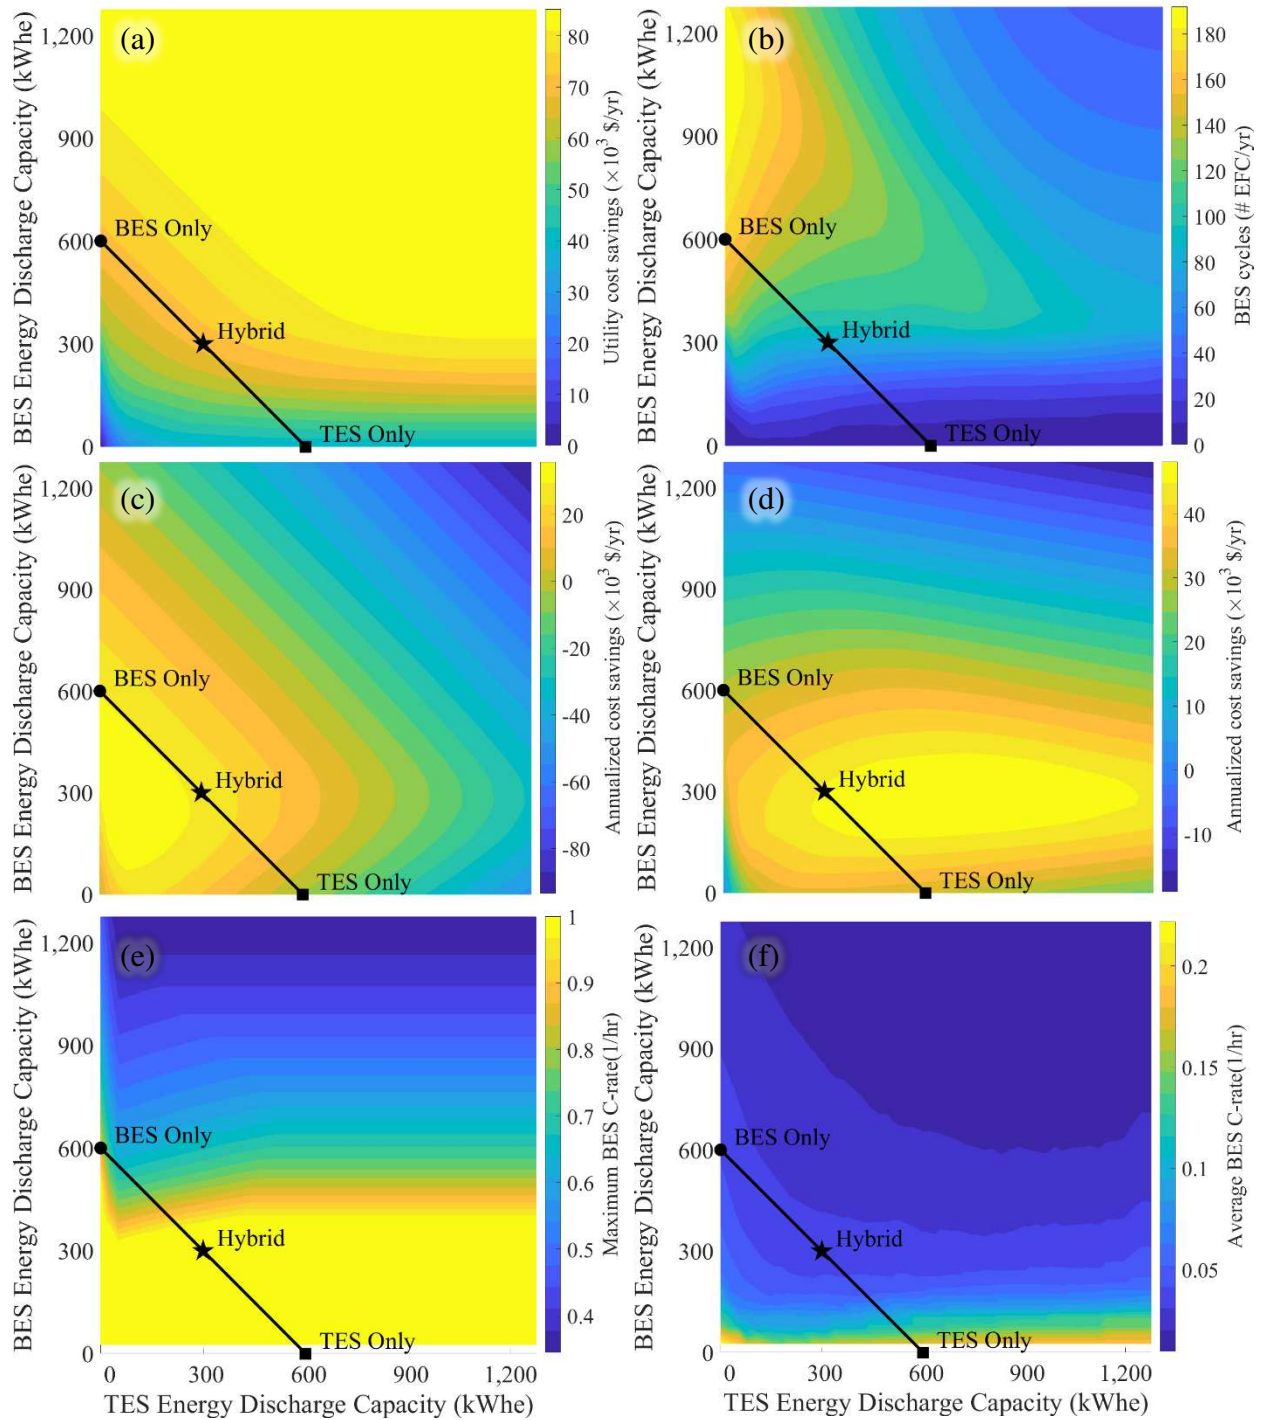 (a)
BES Energy Discharge Capacity (kWhe)
1,200
900
600
300
0
BES Only
Hybrid
TES Only
80
70
60
50
40
30
20
10
0
Utility cost savings (×10³ $/yr)
(b)
BES Energy Discharge Capacity (kWhe)
1,200
900
600
300
0
BES Only
Hybrid
TES Only
180
160
140
120
100
80
60
40
20
0
BES cycles (# EFC/yr)
(c)
BES Energy Discharge Capacity (kWhe)
1,200
900
600
300
0
BES Only
Hybrid
TES Only
20
0
-20
-40
-60
-80
Annualized cost savings (×10³ $/yr)
(d)
BES Energy Discharge Capacity (kWhe)
1,200
900
600
300
0
BES Only
Hybrid
TES Only
40
30
20
10
0
-10
Annualized cost savings (×10³ $/yr)
(e)
BES Energy Discharge Capacity (kWhe)
1,200
900
600
300
0
BES Only
Hybrid
TES Only
0 300 600 900 1,200
TES Energy Discharge Capacity (kWhe)
1
0.9
0.8
0.7
0.6
0.5
0.4
Maximum BES C-rate(1/hr)
(f)
BES Energy Discharge Capacity (kWhe)
1,200
900
600
300
0
BES Only
Hybrid
TES Only
0 300 600 900 1,200
TES Energy Discharge Capacity (kWhe)
0.2
0.15
0.1
0.05
Average BES C-rate(1/hr)